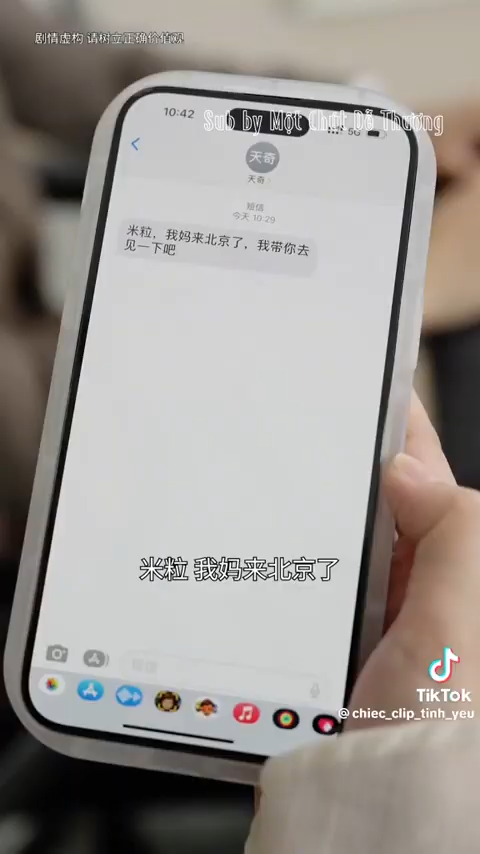 剧情虚构 请树立正确价值观
10:42
5G
Sub by Một Chút Dễ Thương
天奇
天奇
短信
今天 10:29
米粒，我妈来北京了，我带你去
见一下吧
米粒 我妈来北京了
TikTok
@chiec_clip_tinh_yeu